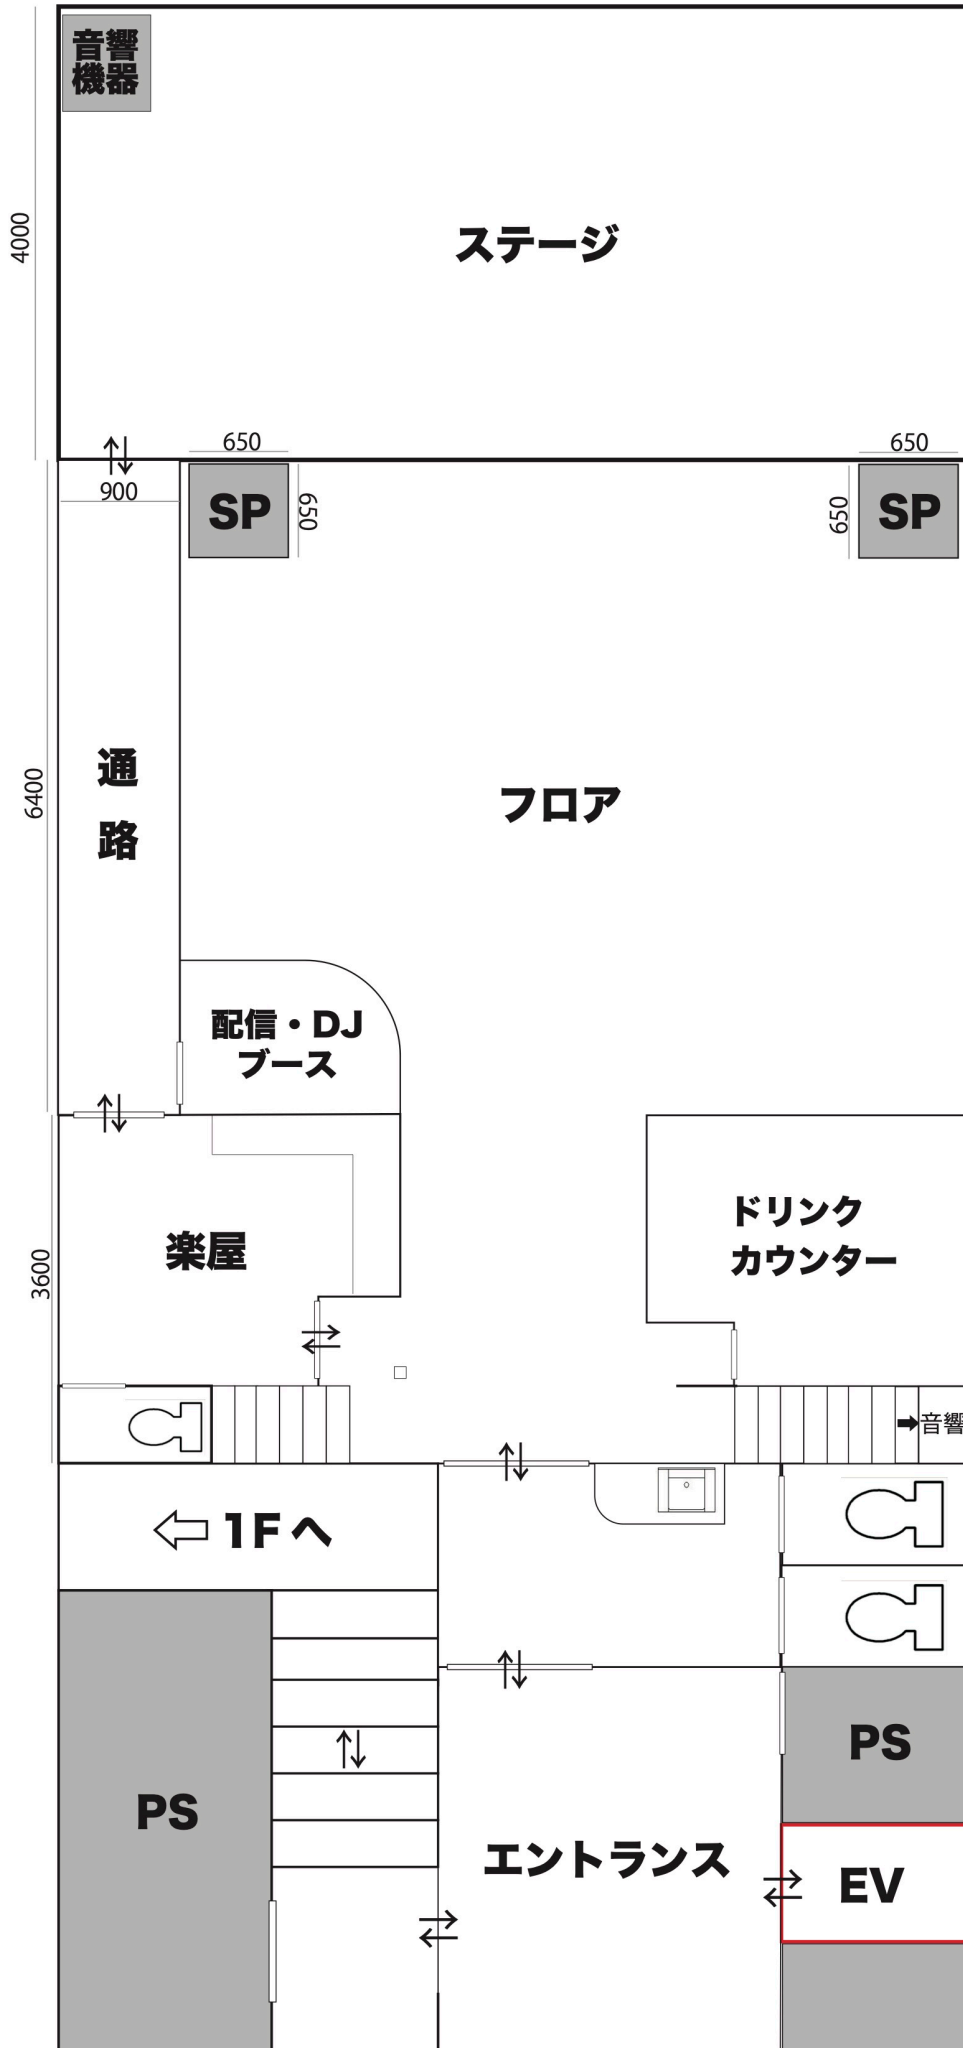 音響
機器
ステージ
4000
650
650
900
SP
650
650
SP
通
路
フロア
6400
配信・DJ
ブース
楽屋
ドリンク
カウンター
3600
➡音響
⇦ 1Fへ
PS
PS
エントランス
EV